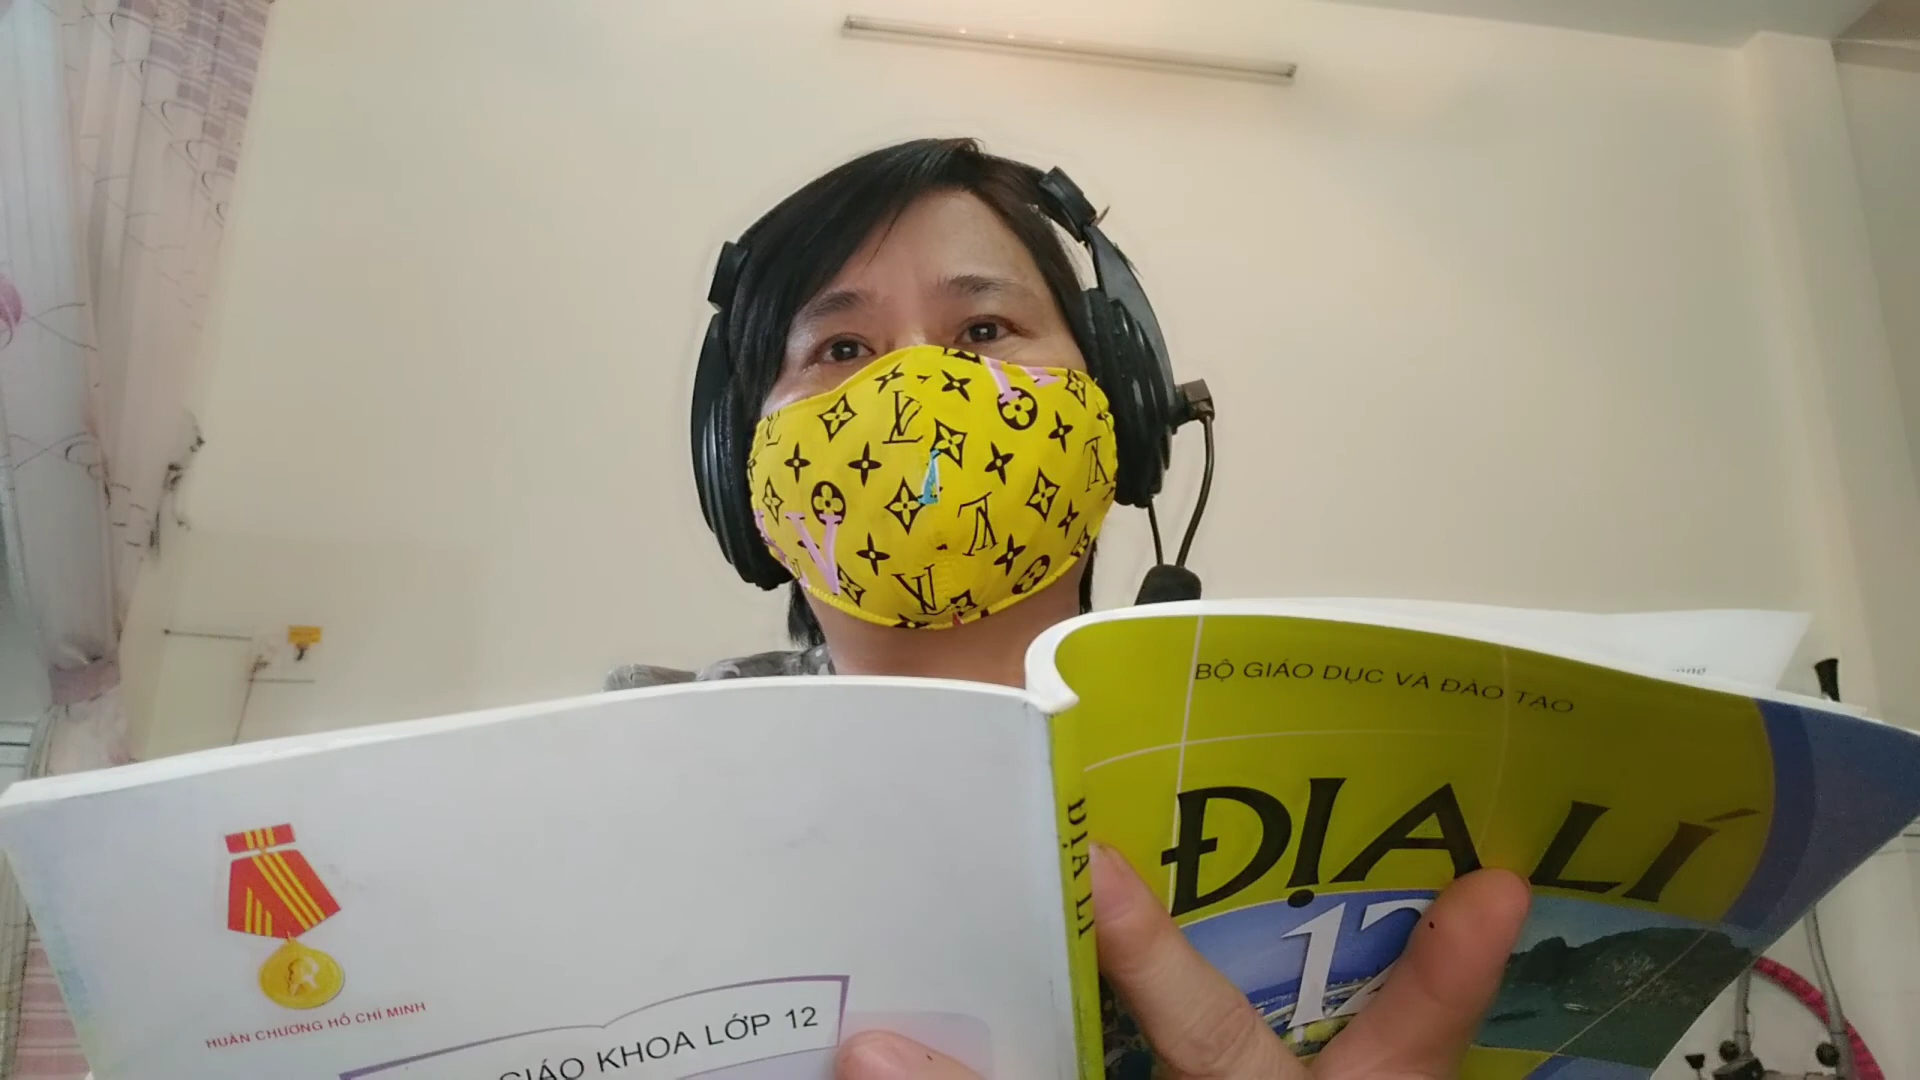 HUÂN CHƯƠNG HỒ CHÍ MINH
GIÁO KHOA LỚP 12
ĐỊA LÍ
BỘ GIÁO DỤC VÀ ĐÀO TẠO
ĐỊA LÍ
12